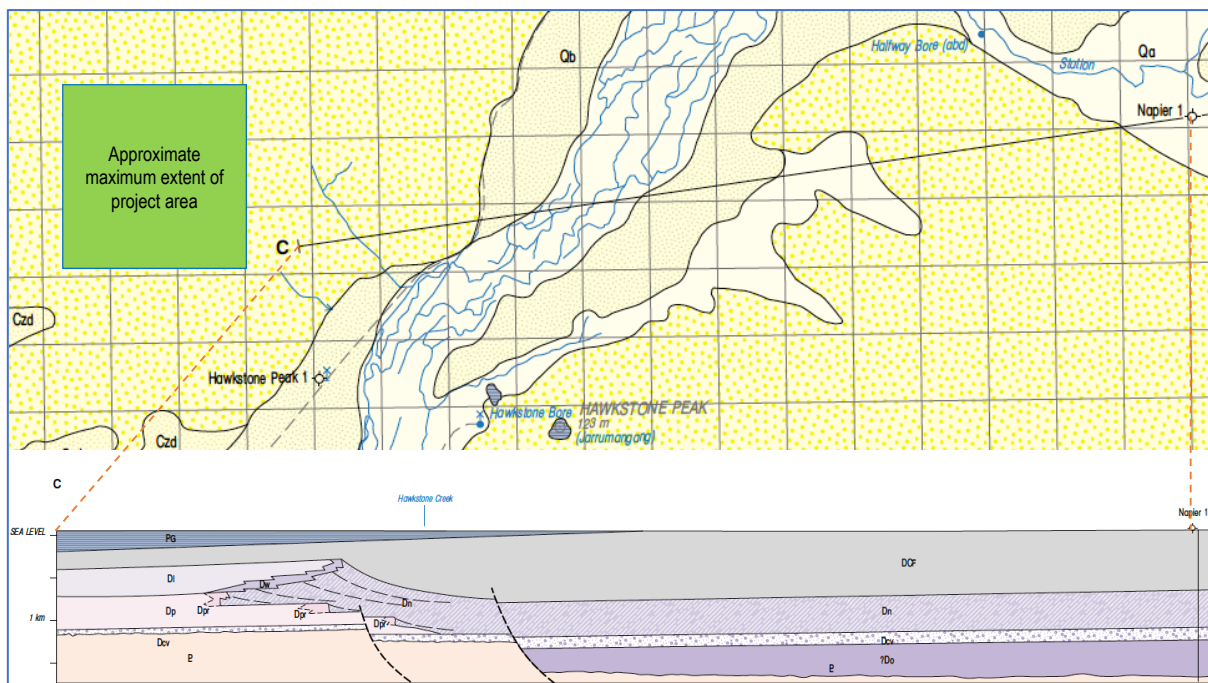 Qb
Halfway Bore (abd)
Station
Qa
Napier 1
Approximate
maximum extent of
project area
C
Czd
Hawkstone Peak 1
Hawkstone Bore
HAWKSTONE PEAK
123 m
(Jarrumangang)
Czd
C
Hawkstone Creek
Napier 1
SEA LEVEL
PG
DCF
Dl
Dw
Dn
Dn
Dp
Dpr
Dpr
Dpr
1 km
Dcv
Dcv
?Do
P
P